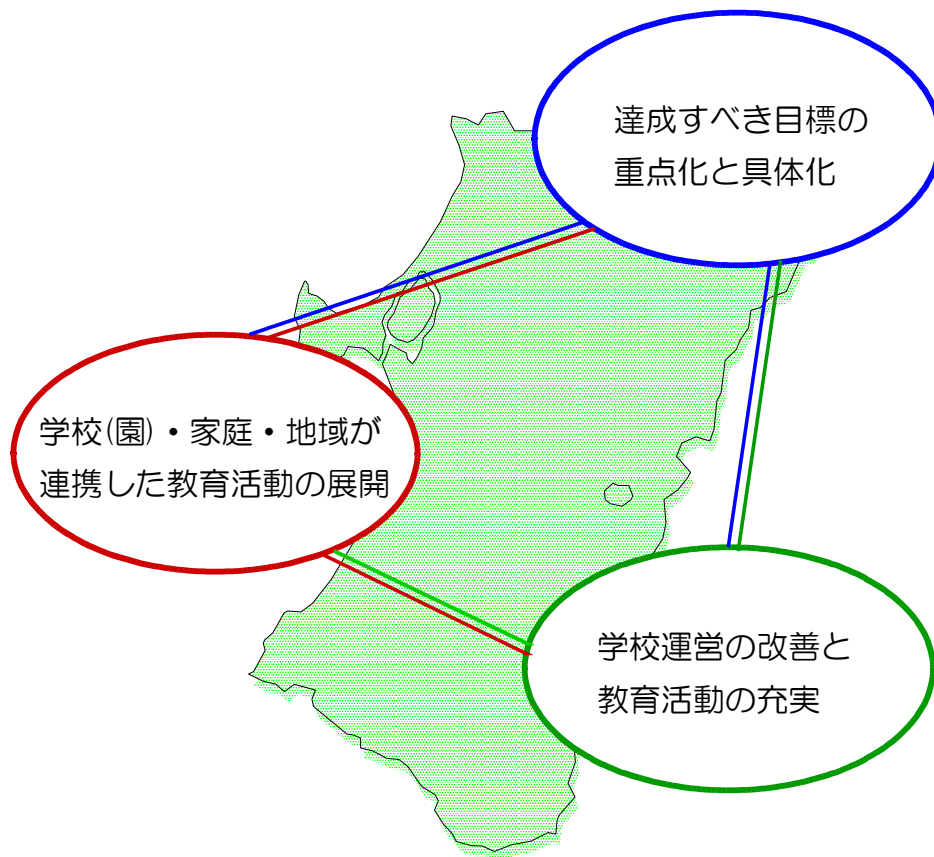 達成すべき目標の
重点化と具体化
学校(園)・家庭・地域が
連携した教育活動の展開
学校運営の改善と
教育活動の充実